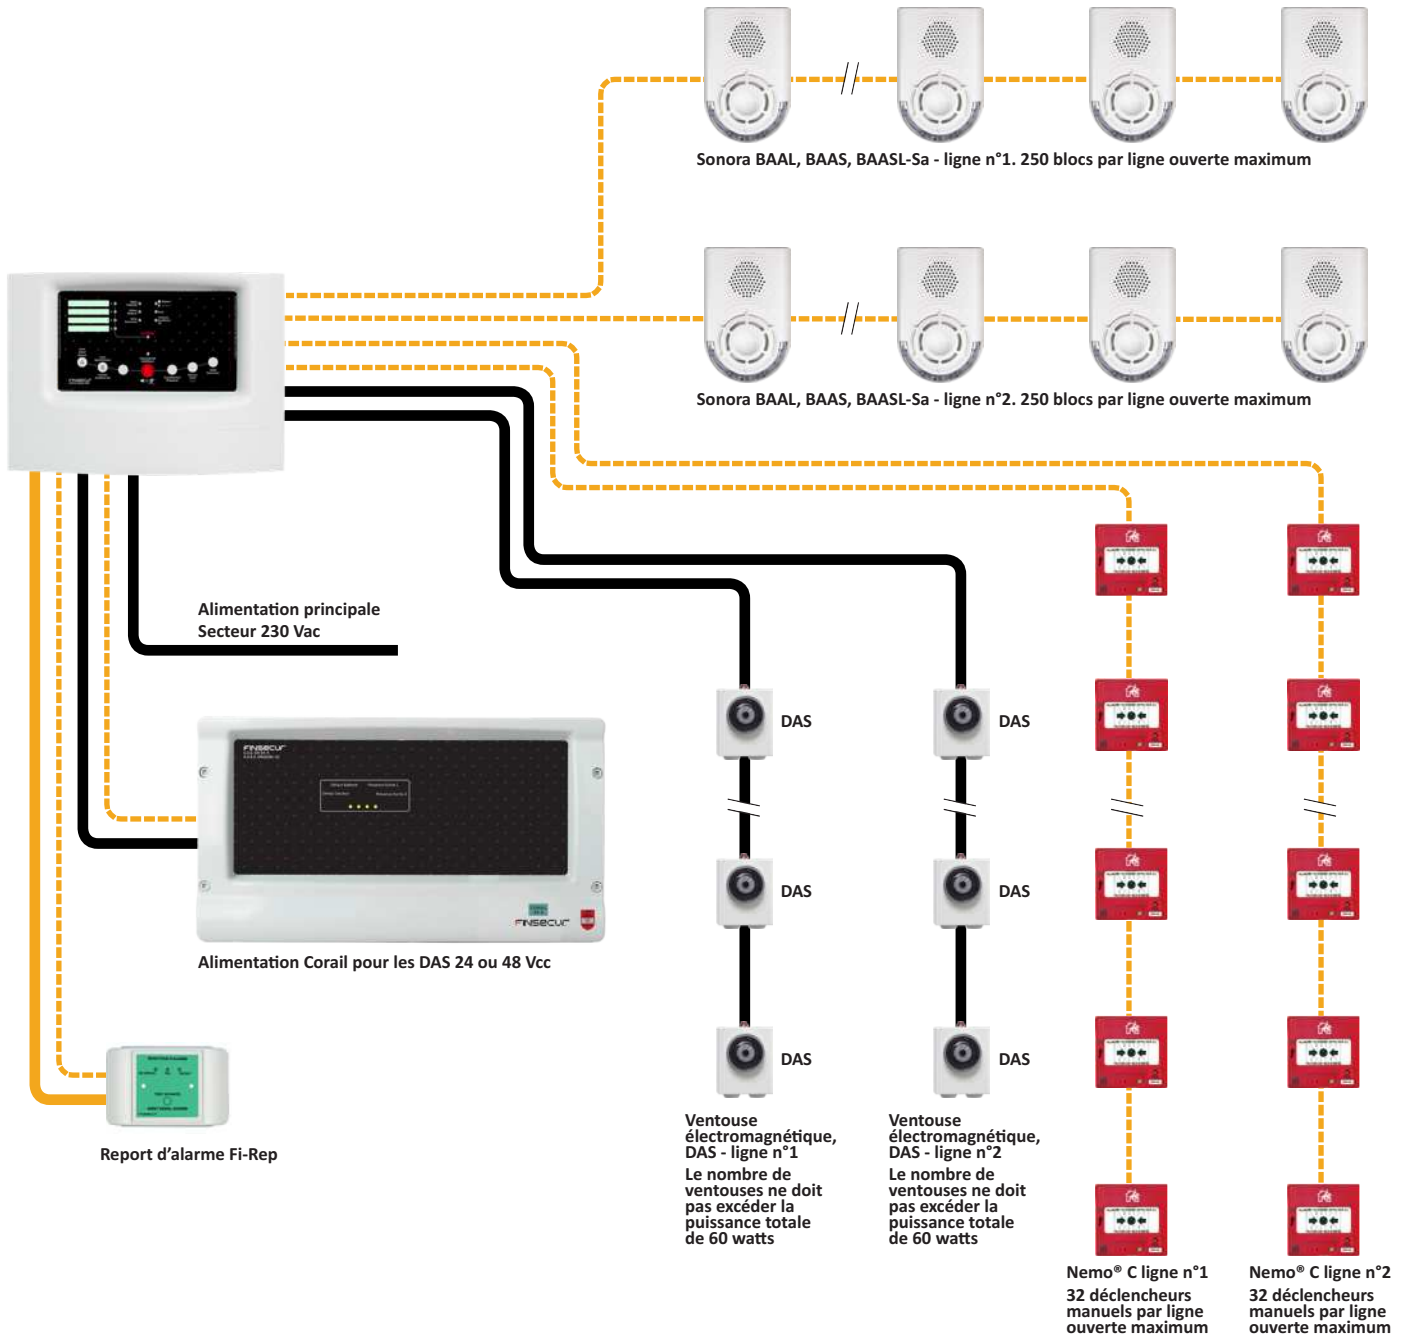 Sonora BAAL, BAAS, BAASL-Sa - ligne n°1. 250 blocs par ligne ouverte maximum
Sonora BAAL, BAAS, BAASL-Sa - ligne n°2. 250 blocs par ligne ouverte maximum
Alimentation principale
Secteur 230 Vac
FINSECUR
FINSECUR
Alimentation Corail pour les DAS 24 ou 48 Vcc
Report d’alarme Fi-Rep
DAS
DAS
DAS
DAS
DAS
DAS
Ventouse
électromagnétique,
DAS - ligne n°1
Le nombre de
ventouses ne doit
pas excéder la
puissance totale
de 60 watts
Ventouse
électromagnétique,
DAS - ligne n°2
Le nombre de
ventouses ne doit
pas excéder la
puissance totale
de 60 watts
Nemo® C ligne n°1
32 déclencheurs
manuels par ligne
ouverte maximum
Nemo® C ligne n°2
32 déclencheurs
manuels par ligne
ouverte maximum